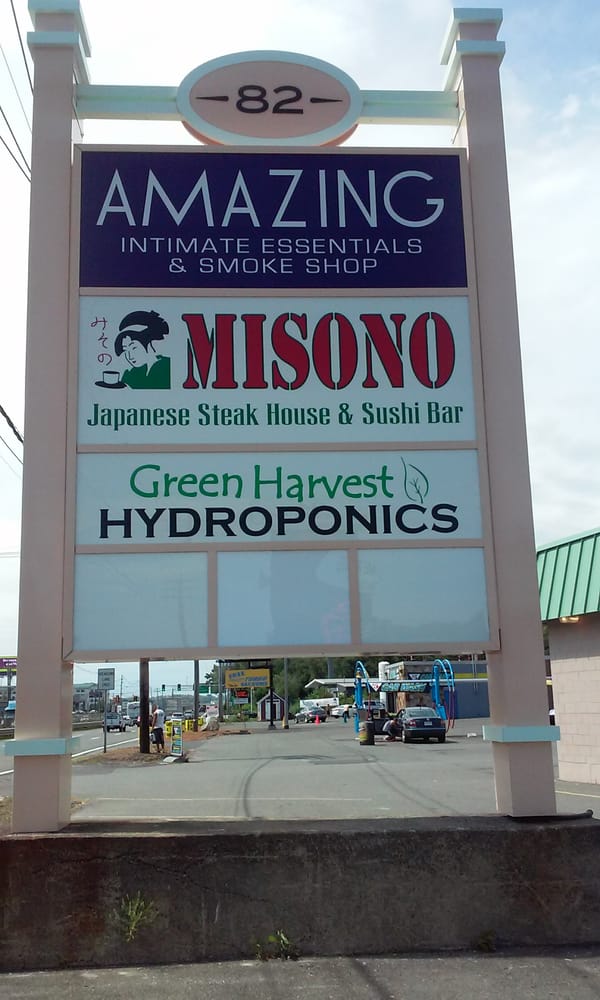 82
AMAZING
INTIMATE ESSENTIALS
& SMOKE SHOP
みその
MISONO
Japanese Steak House & Sushi Bar
Green Harvest
HYDROPONICS